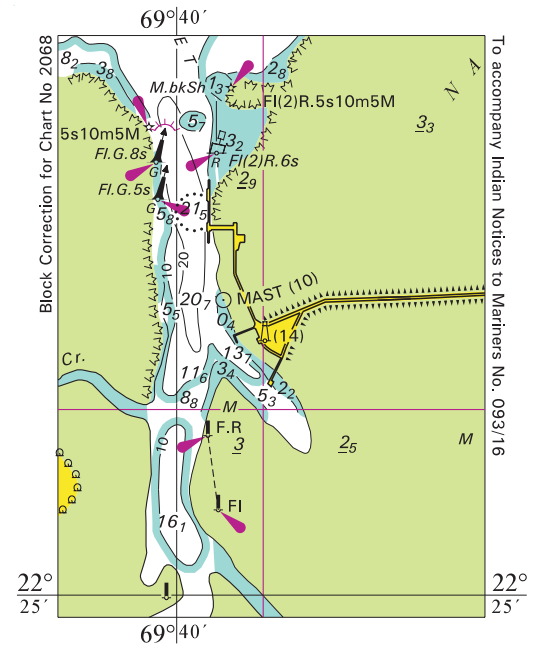 69° 40′
Block Correction for Chart No 2068
To accompany Indian Notices to Mariners No. 093/16
E T
N A
8₂
3₈
M.bkSh
1₃
2₈
Fl(2)R.5s10m5M
5₇
3₃
5s10m5M
3₂
Fl.G.8s
R
Fl(2)R.6s
G
Fl.G.5s
2₉
G
5₈
21₅
10
20
20₇
MAST (10)
5₅
0₄
(14)
Cr.
13₁
11₆
3₄
8₈
5₃
2₂
M
F.R
10
3
2₅
M
Fl
16₁
22°
25′
22°
25′
69° 40′